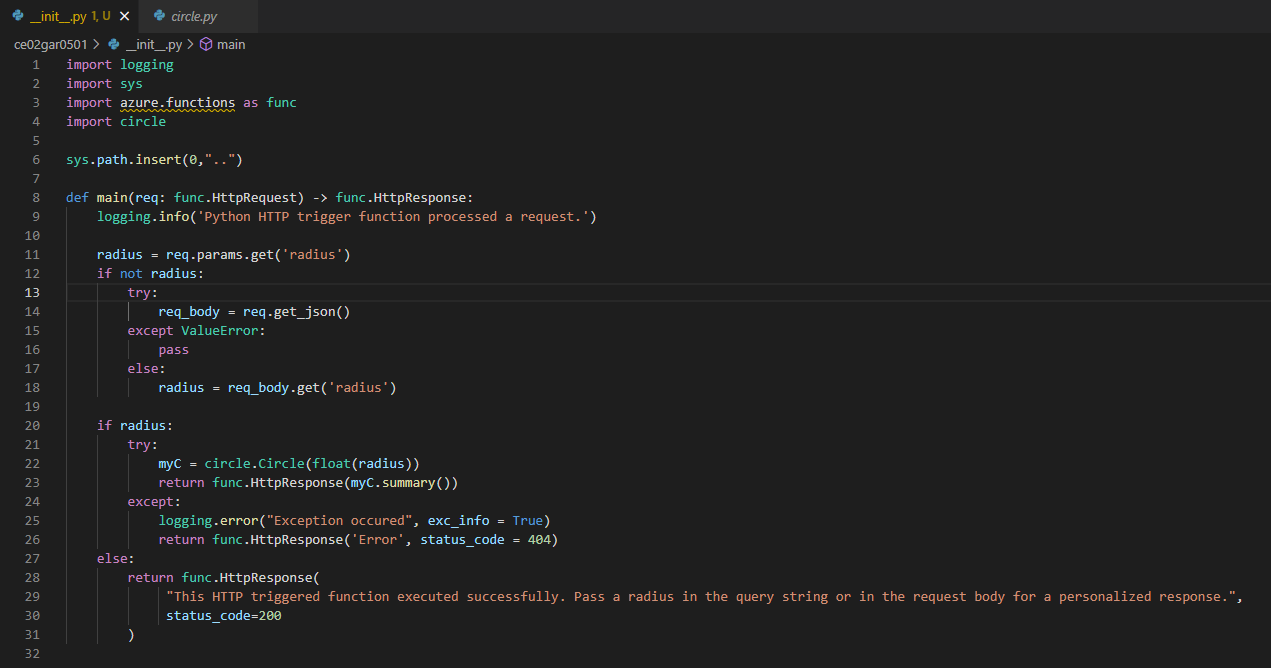 __init__.py 1, U × circle.py
ce02gar0501 > __init__.py > main
1 import logging
2 import sys
3 import azure.functions as func
4 import circle
5
6 sys.path.insert(0,"..")
7
8 def main(req: func.HttpRequest) -> func.HttpResponse:
9     logging.info('Python HTTP trigger function processed a request.')
10
11     radius = req.params.get('radius')
12     if not radius:
13         try:
14             req_body = req.get_json()
15         except ValueError:
16             pass
17         else:
18             radius = req_body.get('radius')
19
20     if radius:
21         try:
22             myC = circle.Circle(float(radius))
23             return func.HttpResponse(myC.summary())
24         except:
25             logging.error("Exception occured", exc_info = True)
26             return func.HttpResponse('Error', status_code = 404)
27     else:
28         return func.HttpResponse(
29              "This HTTP triggered function executed successfully. Pass a radius in the query string or in the request body for a personalized response.",
30              status_code=200
31         )
32